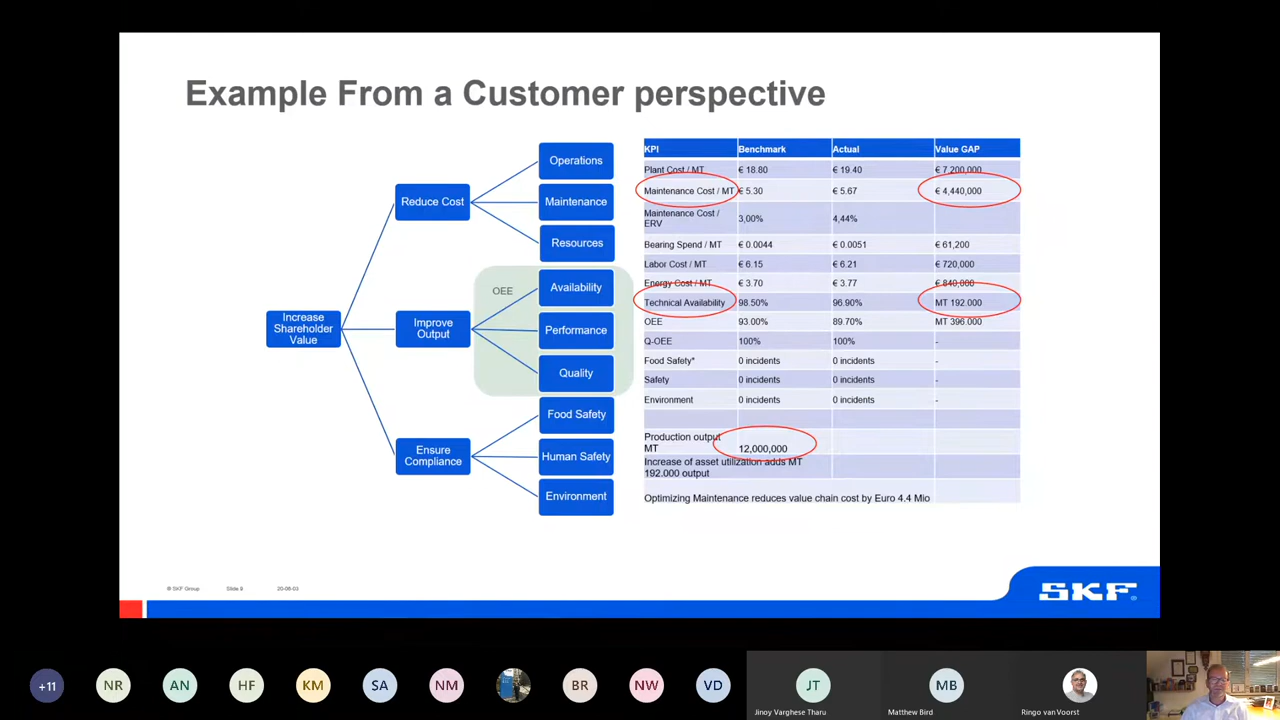 Example From a Customer perspective
Increase
Shareholder
Value
Reduce Cost
Operations
Maintenance
Resources
Improve
Output
OEE
Availability
Performance
Quality
Ensure
Compliance
Food Safety
Human Safety
Environment
KPI Benchmark Actual Value GAP
Plant Cost / MT € 18.80 € 19.40 € 7,200,000
Maintenance Cost / MT € 5.30 € 5.67 € 4,440,000
Maintenance Cost /
ERV 3,00% 4,44%
Bearing Spend / MT € 0.0044 € 0.0051 € 61,200
Labor Cost / MT € 6.15 € 6.21 € 720,000
Energy Cost / MT € 3.70 € 3.77 € 840,000
Technical Availability 98.50% 96.90% MT 192.000
OEE 93.00% 89.70% MT 396.000
Q-OEE 100% 100% -
Food Safety* 0 incidents 0 incidents -
Safety 0 incidents 0 incidents -
Environment 0 incidents 0 incidents -
Production output
MT 12,000,000
Increase of asset utilization adds MT
192.000 output
Optimizing Maintenance reduces value chain cost by Euro 4.4 Mio
© SKF Group Slide 9 20-08-03
SKF
+11 NR AN HF KM SA NM BR NW VD JT MB
Jinoy Varghese Tharu Matthew Bird Ringo van Voorst